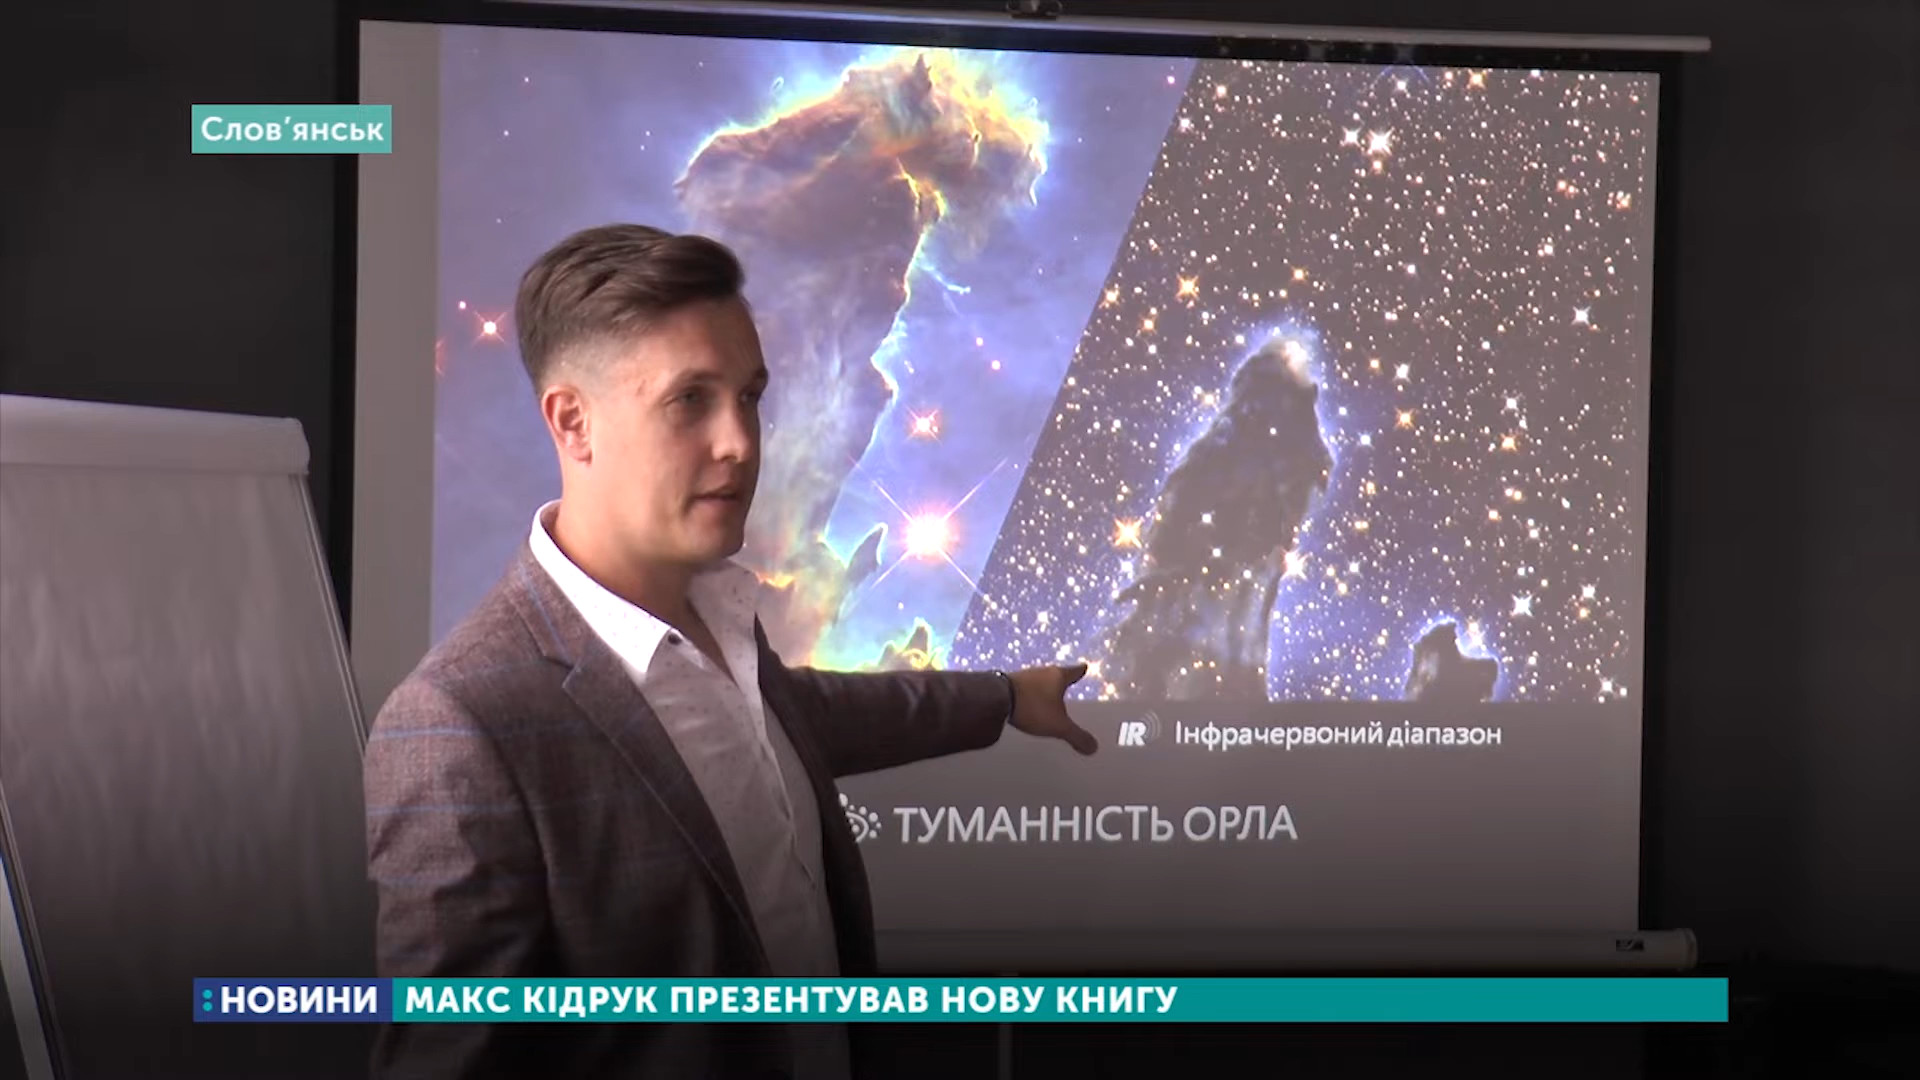 Слов’янськ
IR Інфрачервоний діапазон
ТУМАННІСТЬ ОРЛА
:НОВИНИ МАКС КІДРУК ПРЕЗЕНТУВАВ НОВУ КНИГУ